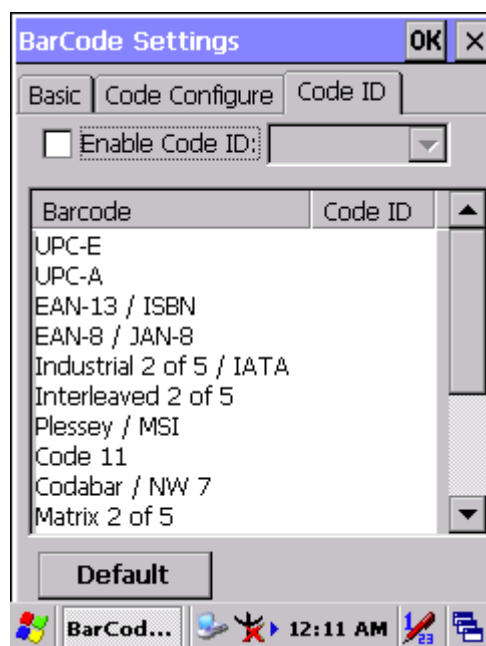 BarCode Settings OK ×
Basic Code Configure Code ID
Enable Code ID:
Barcode Code ID
UPC-E
UPC-A
EAN-13 / ISBN
EAN-8 / JAN-8
Industrial 2 of 5 / IATA
Interleaved 2 of 5
Plessey / MSI
Code 11
Codabar / NW 7
Matrix 2 of 5
Default
BarCod... 12:11 AM 1 23